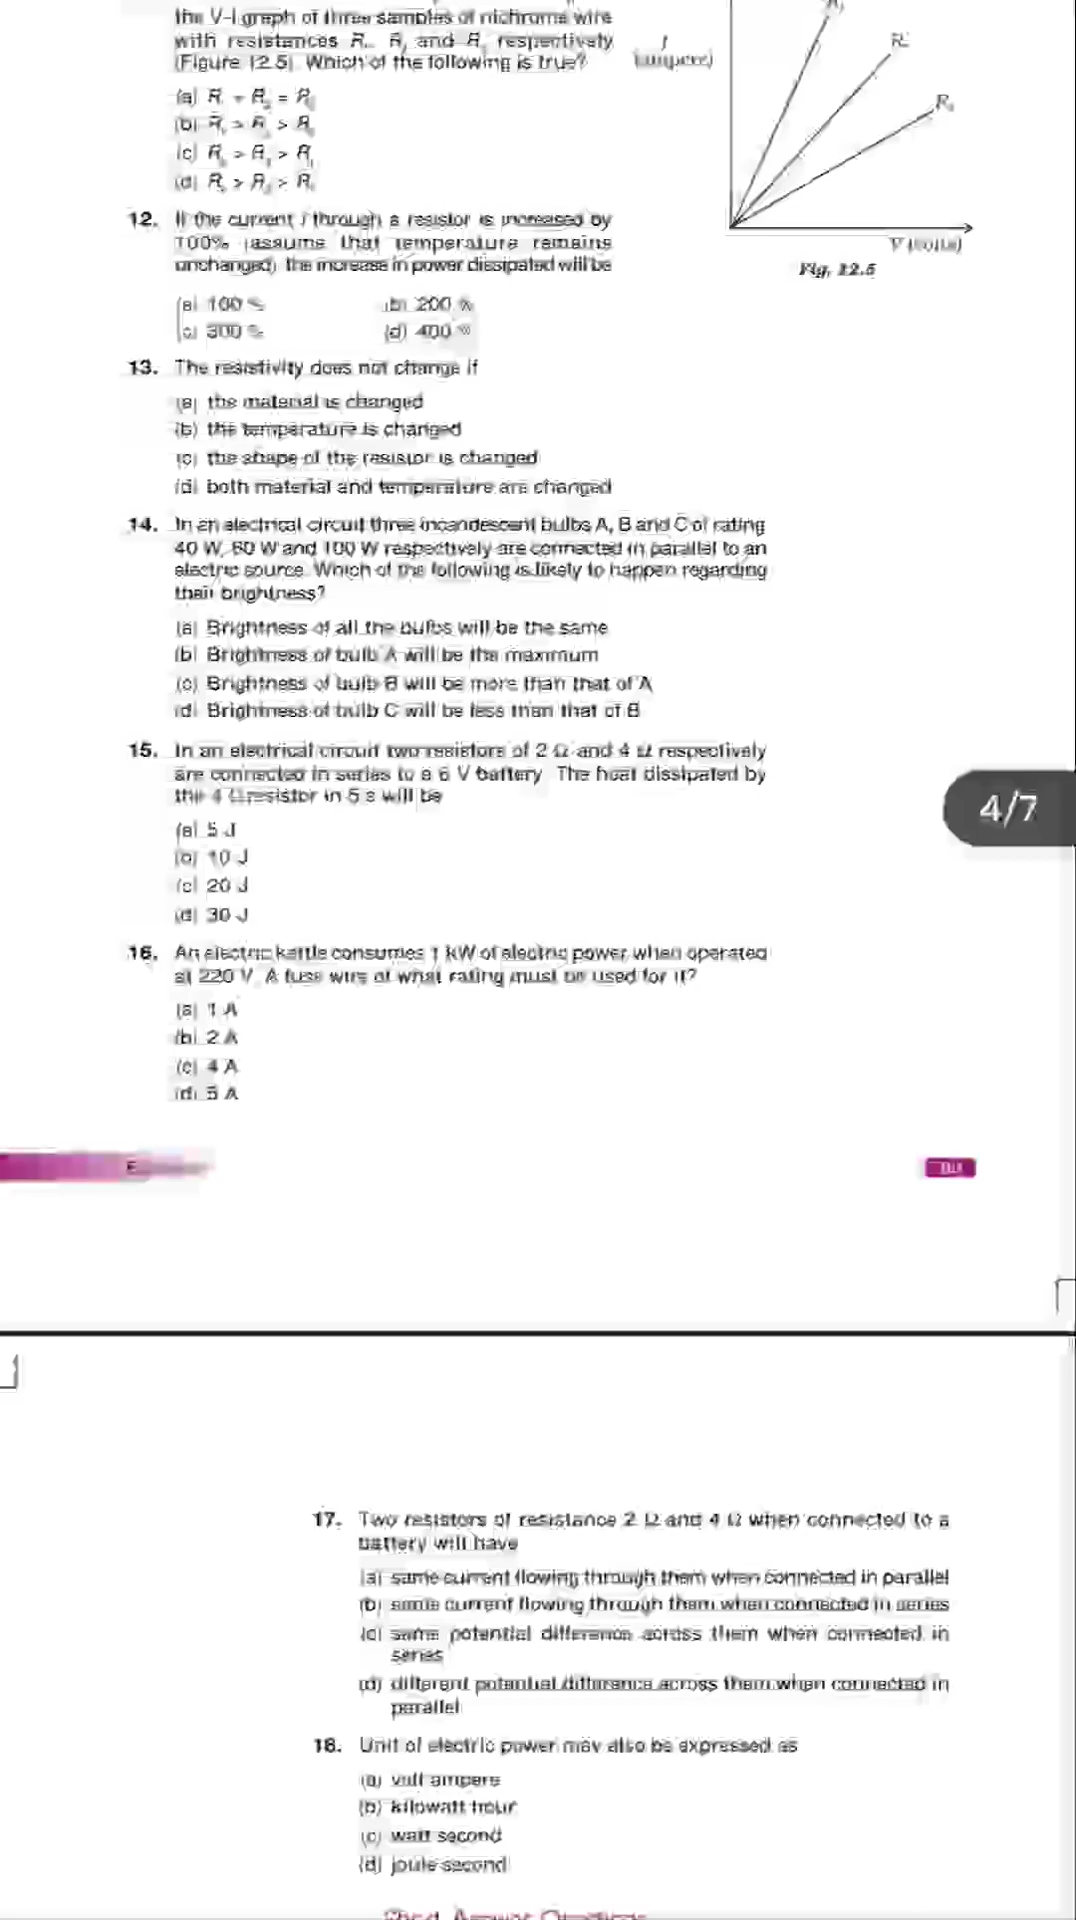 the V-I graph of three samples of nichrome wire
with resistances R₁, R₂ and R₃ respectively
(Figure 12.5). Which of the following is true?
(a) R = R₂ = R₃
(b) R₁ > R₂ > R₃
(c) R₃ > R₂ > R₁
(d) R₂ > R₃ > R₁
I
(ampere)
R₁
R₂
R₃
V (volts)
Fig. 12.5
12. If the current I through a resistor is increased by
100% (assume that temperature remains
unchanged), the increase in power dissipated will be
(a) 100 %
(b) 200 %
(c) 300 %
(d) 400 %
13. The resistivity does not change if
(a) the material is changed
(b) the temperature is changed
(c) the shape of the resistor is changed
(d) both material and temperature are changed
14. In an electrical circuit three incandescent bulbs A, B and C of rating
40 W, 60 W and 100 W respectively are connected in parallel to an
electric source. Which of the following is likely to happen regarding
their brightness?
(a) Brightness of all the bulbs will be the same
(b) Brightness of bulb A will be the maximum
(c) Brightness of bulb B will be more than that of A
(d) Brightness of bulb C will be less than that of B
15. In an electrical circuit two resistors of 2 Ω and 4 Ω respectively
are connected in series to a 6 V battery. The heat dissipated by
the 4 Ω resistor in 5 s will be
(a) 5 J
(b) 10 J
(c) 20 J
(d) 30 J
4/7
16. An electric kettle consumes 1 kW of electric power when operated
at 220 V. A fuse wire of what rating must be used for it?
(a) 1 A
(b) 2 A
(c) 4 A
(d) 5 A
17. Two resistors of resistance 2 Ω and 4 Ω when connected to a
battery will have
(a) same current flowing through them when connected in parallel
(b) same current flowing through them when connected in series
(c) same potential difference across them when connected in
series
(d) different potential difference across them when connected in
parallel
18. Unit of electric power may also be expressed as
(a) volt ampere
(b) kilowatt hour
(c) watt second
(d) joule second
Short Answer Questions